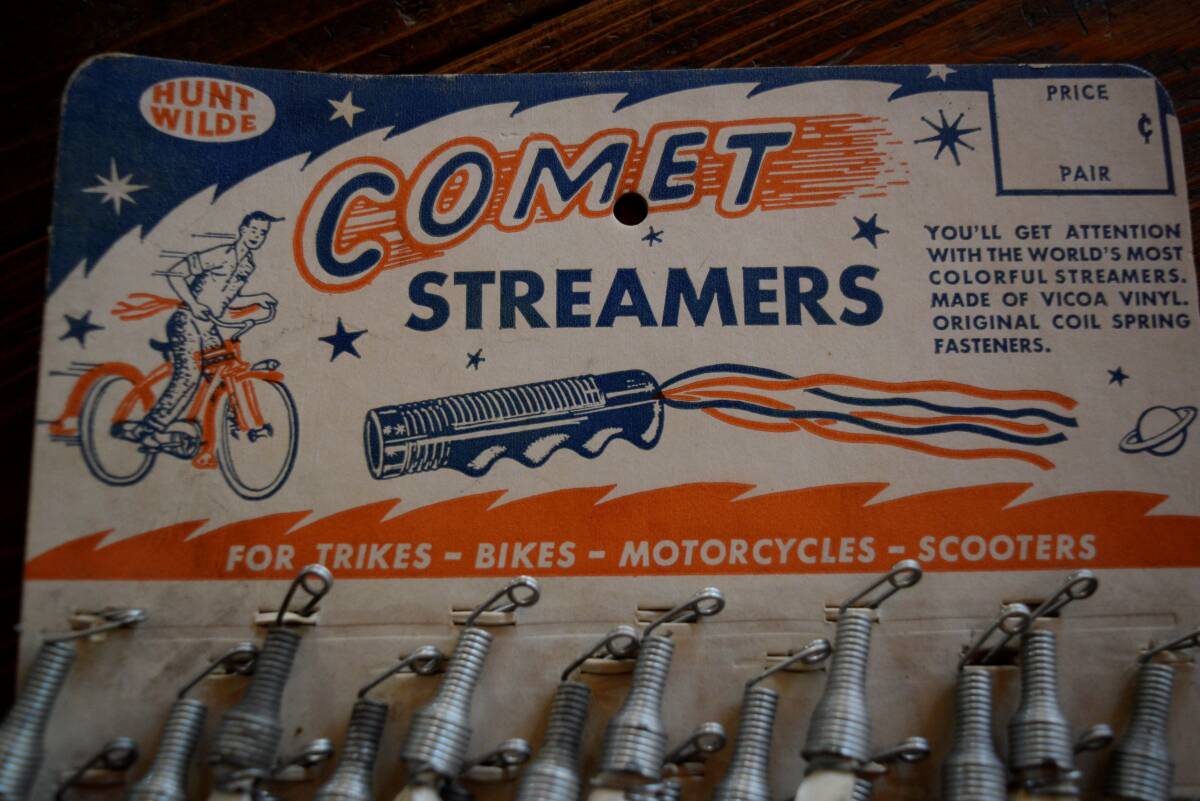 HUNT
WILDE
COMET
STREAMERS
PRICE
¢
PAIR
YOU'LL GET ATTENTION
WITH THE WORLD'S MOST
COLORFUL STREAMERS.
MADE OF VICOA VINYL.
ORIGINAL COIL SPRING
FASTENERS.
FOR TRIKES - BIKES - MOTORCYCLES - SCOOTERS